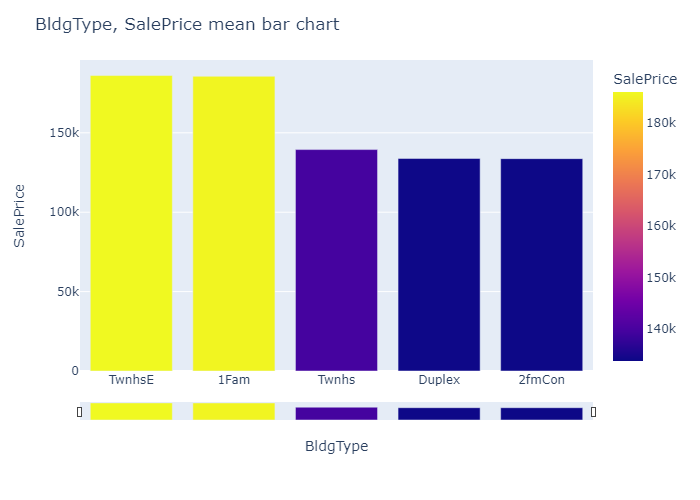 BldgType, SalePrice mean bar chart
SalePrice
180k
170k
160k
150k
140k
SalePrice
150k
100k
50k
0
TwnhsE 1Fam Twnhs Duplex 2fmCon
BldgType